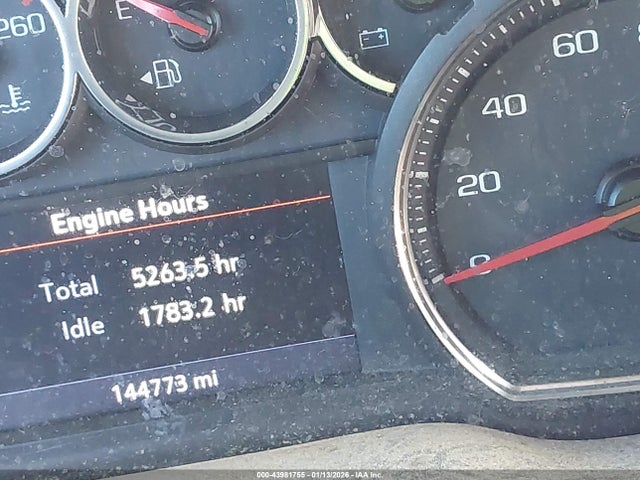 260
E
60
40
20
0
Engine Hours
Total 5263.5 hr
Idle 1783.2 hr
144773 mi
000-43981755 - 01/13/2026 - IAA Inc.